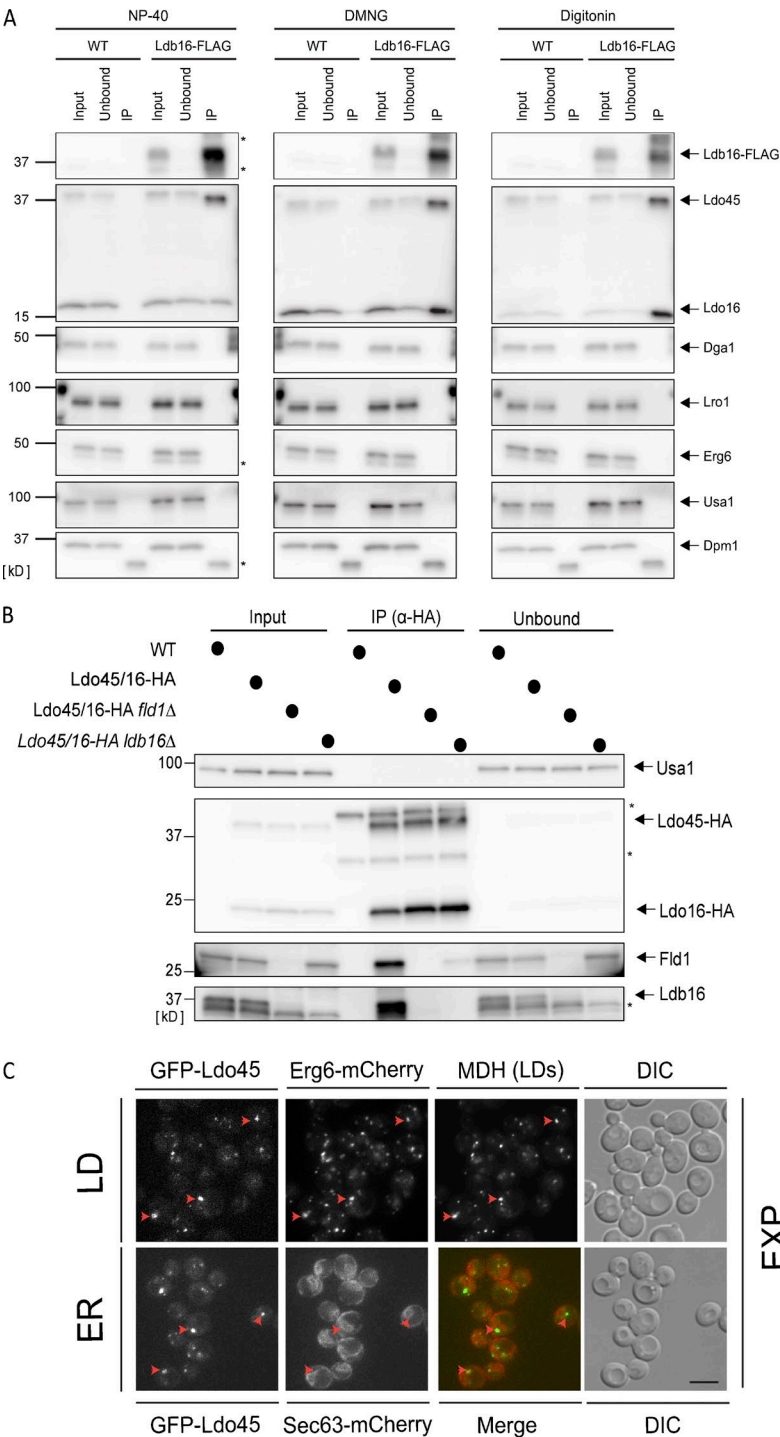 A
NP-40 DMNG Digitonin
WT Ldb16-FLAG WT Ldb16-FLAG WT Ldb16-FLAG
Input Unbound IP Input Unbound IP Input Unbound IP Input Unbound IP Input Unbound IP Input Unbound IP
*
37 Ldb16-FLAG
*
37 Ldo45
15 Ldo16
50 Dga1
100 Lro1
50 Erg6
*
100 Usa1
37 Dpm1
[kD] *
B
Input IP (α-HA) Unbound
WT
Ldo45/16-HA
Ldo45/16-HA fld1Δ
Ldo45/16-HA ldb16Δ
100 Usa1
*
37 Ldo45-HA
*
25 Ldo16-HA
25 Fld1
37 Ldb16
[kD] *
C
GFP-Ldo45 Erg6-mCherry MDH (LDs) DIC
LD
ER
EXP
GFP-Ldo45 Sec63-mCherry Merge DIC